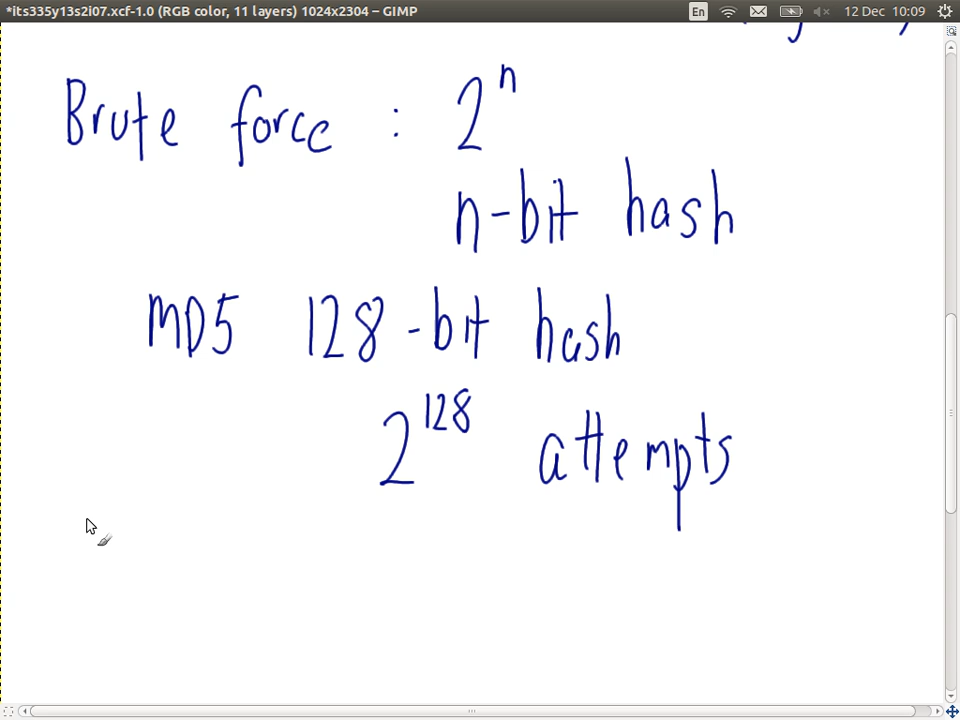 *its335y13s2i07.xcf-1.0 (RGB color, 11 layers) 1024x2304 – GIMP En 12 Dec 10:09
Brute force : 2^n
n-bit hash
MD5 128-bit hash
2^128 attempts